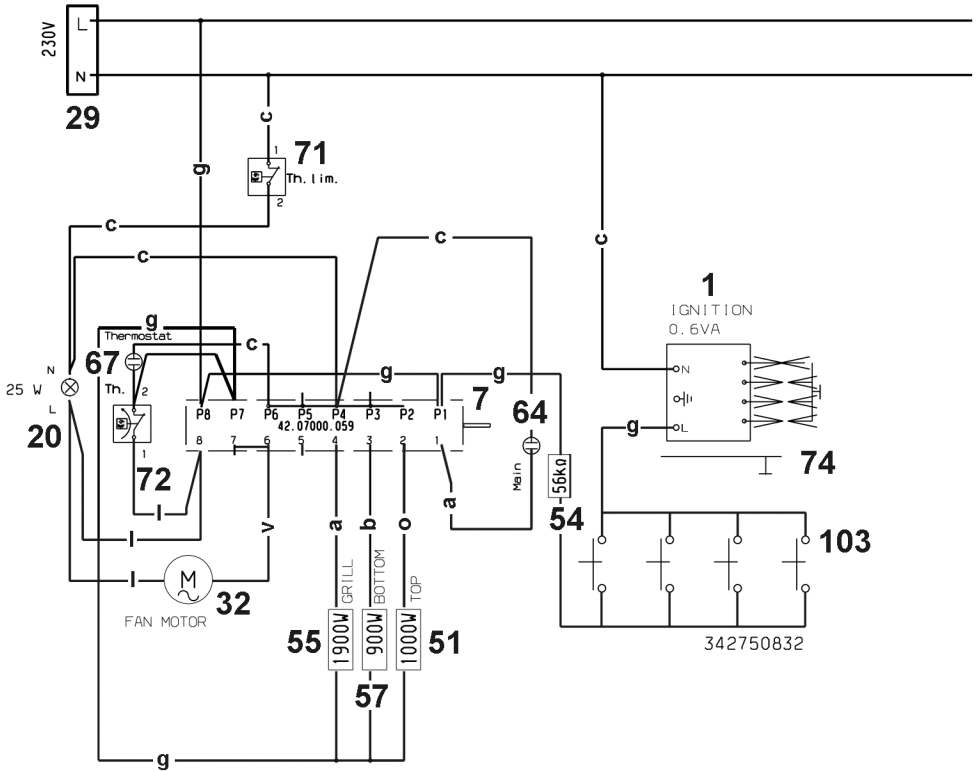 230V
L
N
29
c
71
1
Th. lim.
2
g
c
c
c
c
1
IGNITION
0.6VA
g
Thermostat
67
c
N
25 W
L
20
Th.
2
1
72
g
g
7
P8 P7 P6 P5 P4 P3 P2 P1
42.07000.059
8 7 6 5 4 3 2 1
64
Main
N
L
g
74
56kΩ
54
l
l
l
v
a
b
o
a
103
M
FAN MOTOR
32
GRILL
BOTTOM
TOP
55
1900W
900W
1000W
51
57
342750832
g